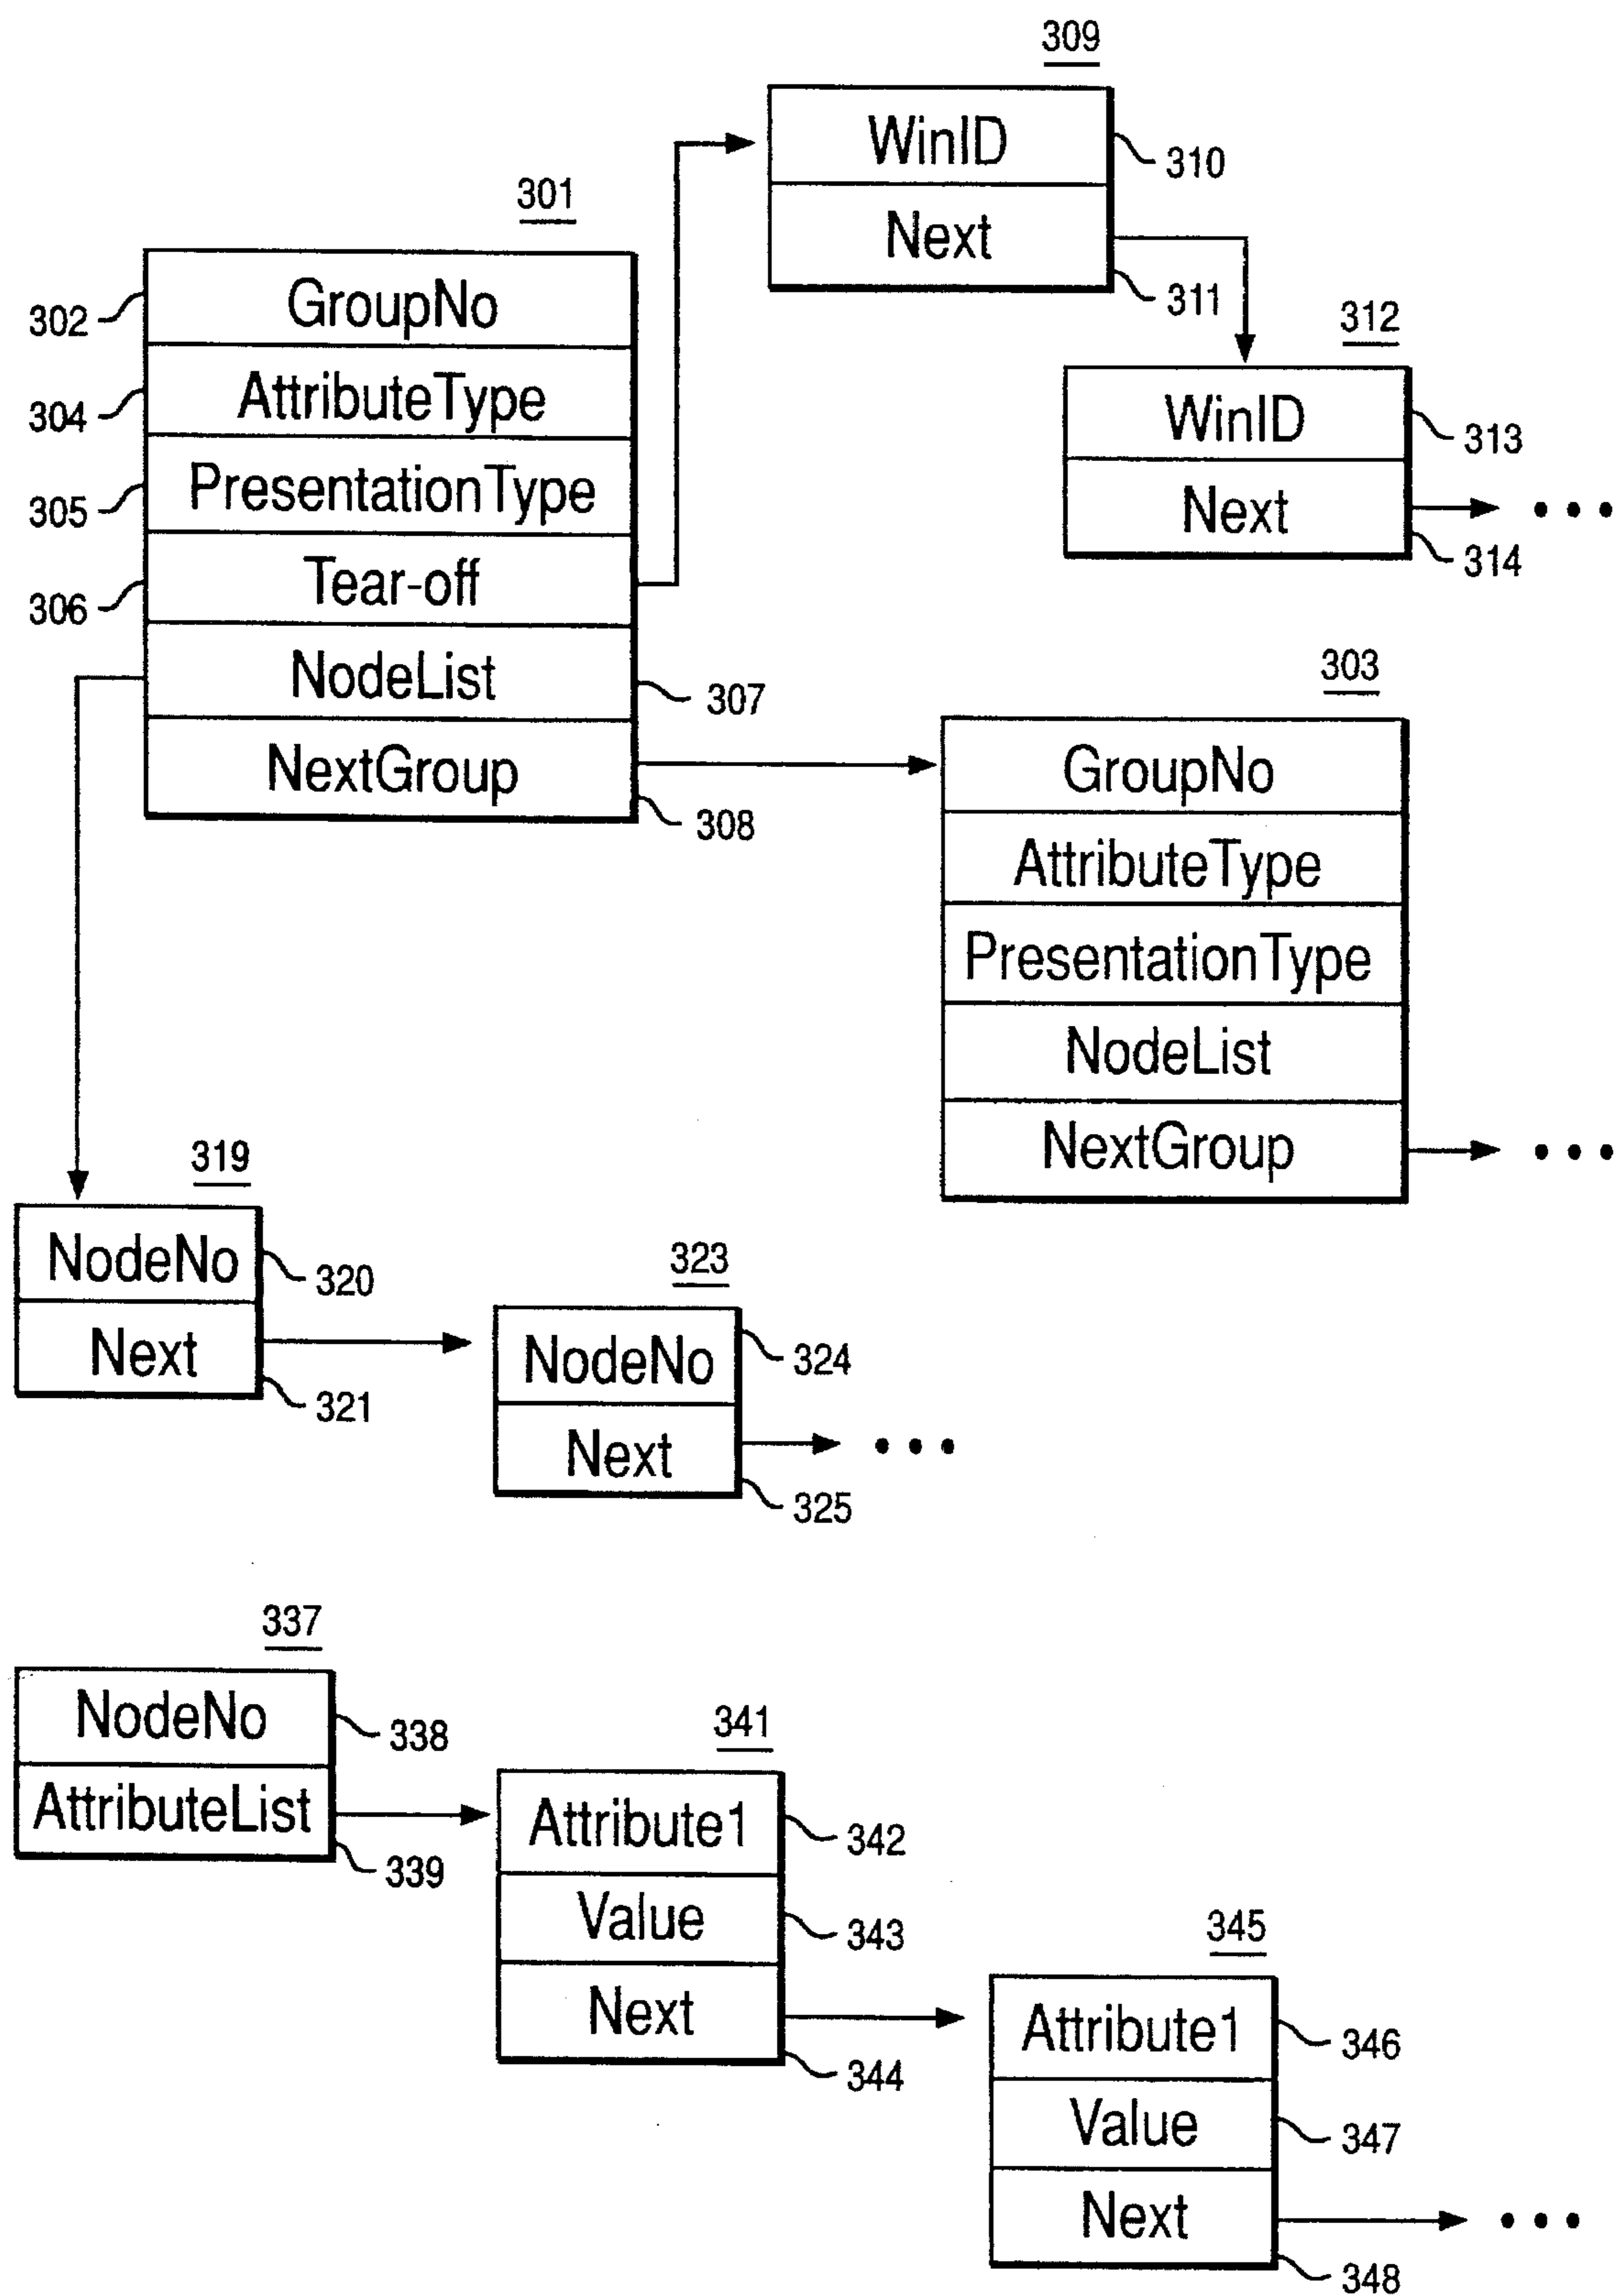 309
WinID
310
Next
311
301
302
GroupNo
304
AttributeType
305
PresentationType
306
Tear-off
NodeList
307
NextGroup
308
312
WinID
313
Next
314
• • •
303
GroupNo
AttributeType
PresentationType
NodeList
NextGroup
• • •
319
NodeNo
320
Next
321
323
NodeNo
324
Next
325
• • •
337
NodeNo
338
AttributeList
339
341
Attribute1
342
Value
343
Next
344
345
Attribute1
346
Value
347
Next
348
• • •